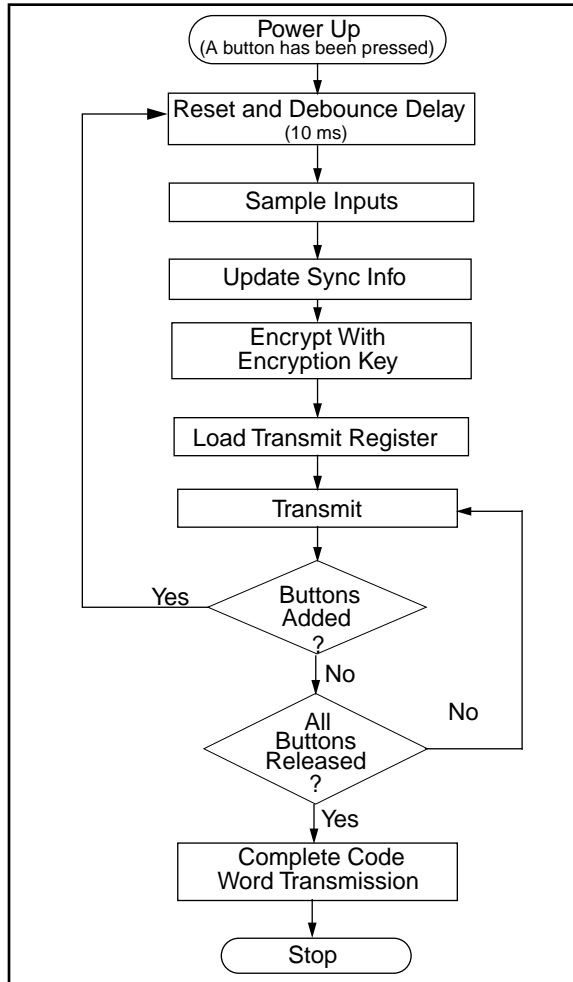 Power Up
(A button has been pressed)
Reset and Debounce Delay
(10 ms)
Sample Inputs
Update Sync Info
Encrypt With
Encryption Key
Load Transmit Register
Transmit
Yes
Buttons
Added
?
No
All
Buttons
Released
?
No
Yes
Complete Code
Word Transmission
Stop